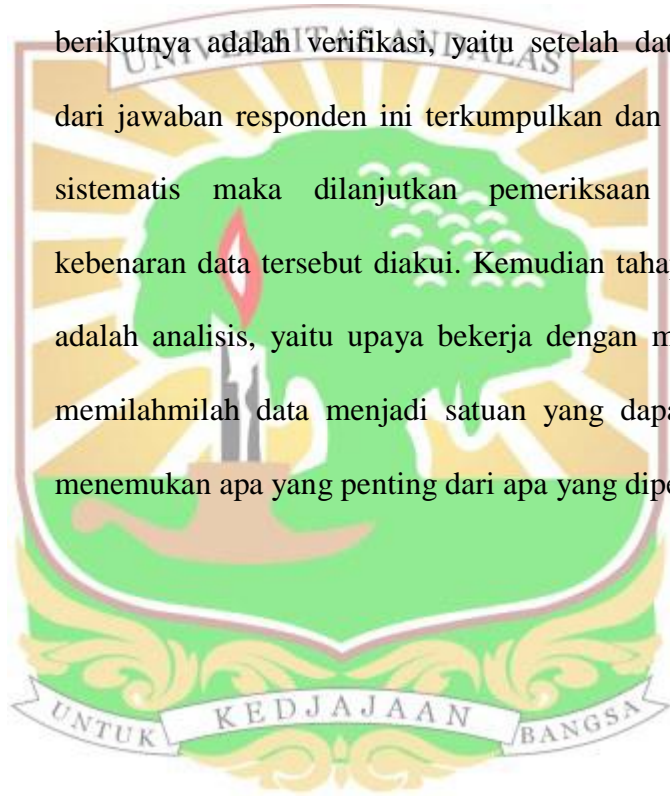 UNIVERSITAS ANDALAS
berikutnya adalah verifikasi, yaitu setelah dat
dari jawaban responden ini terkumpulkan dan
sistematis maka dilanjutkan pemeriksaan
kebenaran data tersebut diakui. Kemudian taha
adalah analisis, yaitu upaya bekerja dengan m
memilahmilah data menjadi satuan yang dapa
menemukan apa yang penting dari apa yang dipe
UNTUK KEDJAJAAN BANGSA